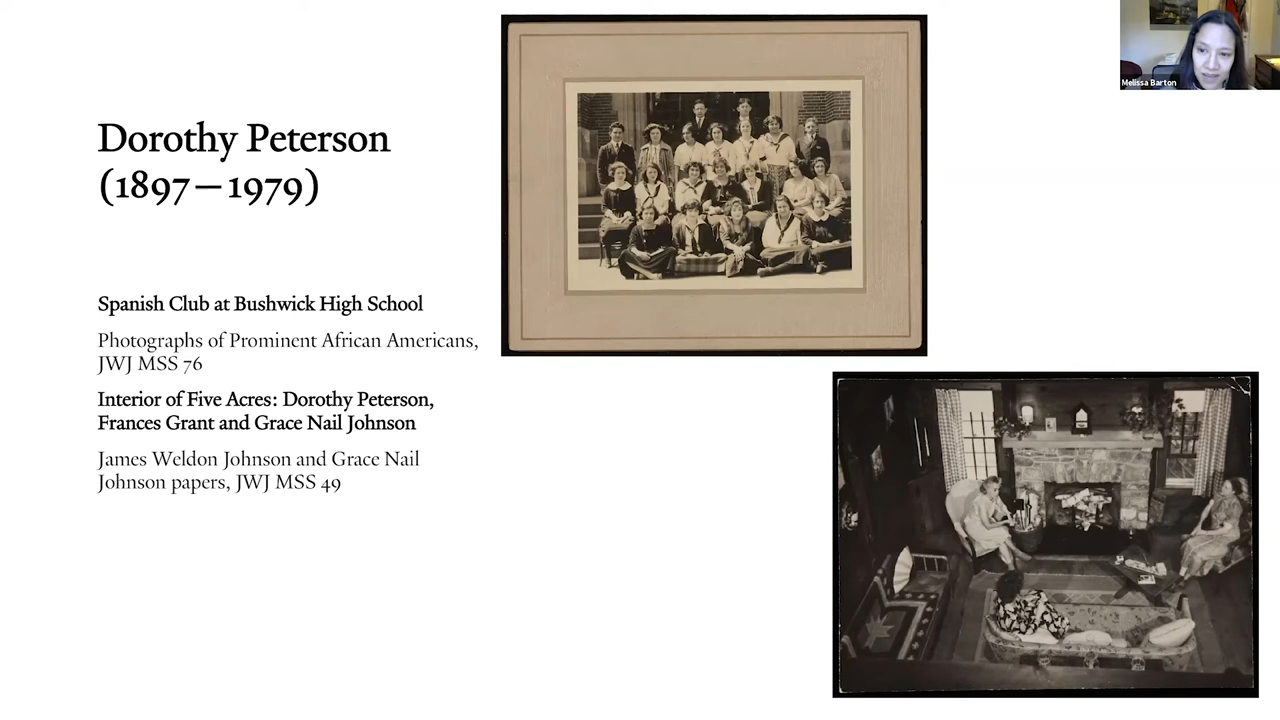 Dorothy Peterson
(1897–1979)
Spanish Club at Bushwick High School
Photographs of Prominent African Americans,
JWJ MSS 76
Interior of Five Acres: Dorothy Peterson,
Frances Grant and Grace Nail Johnson
James Weldon Johnson and Grace Nail
Johnson papers, JWJ MSS 49
Melissa Barton